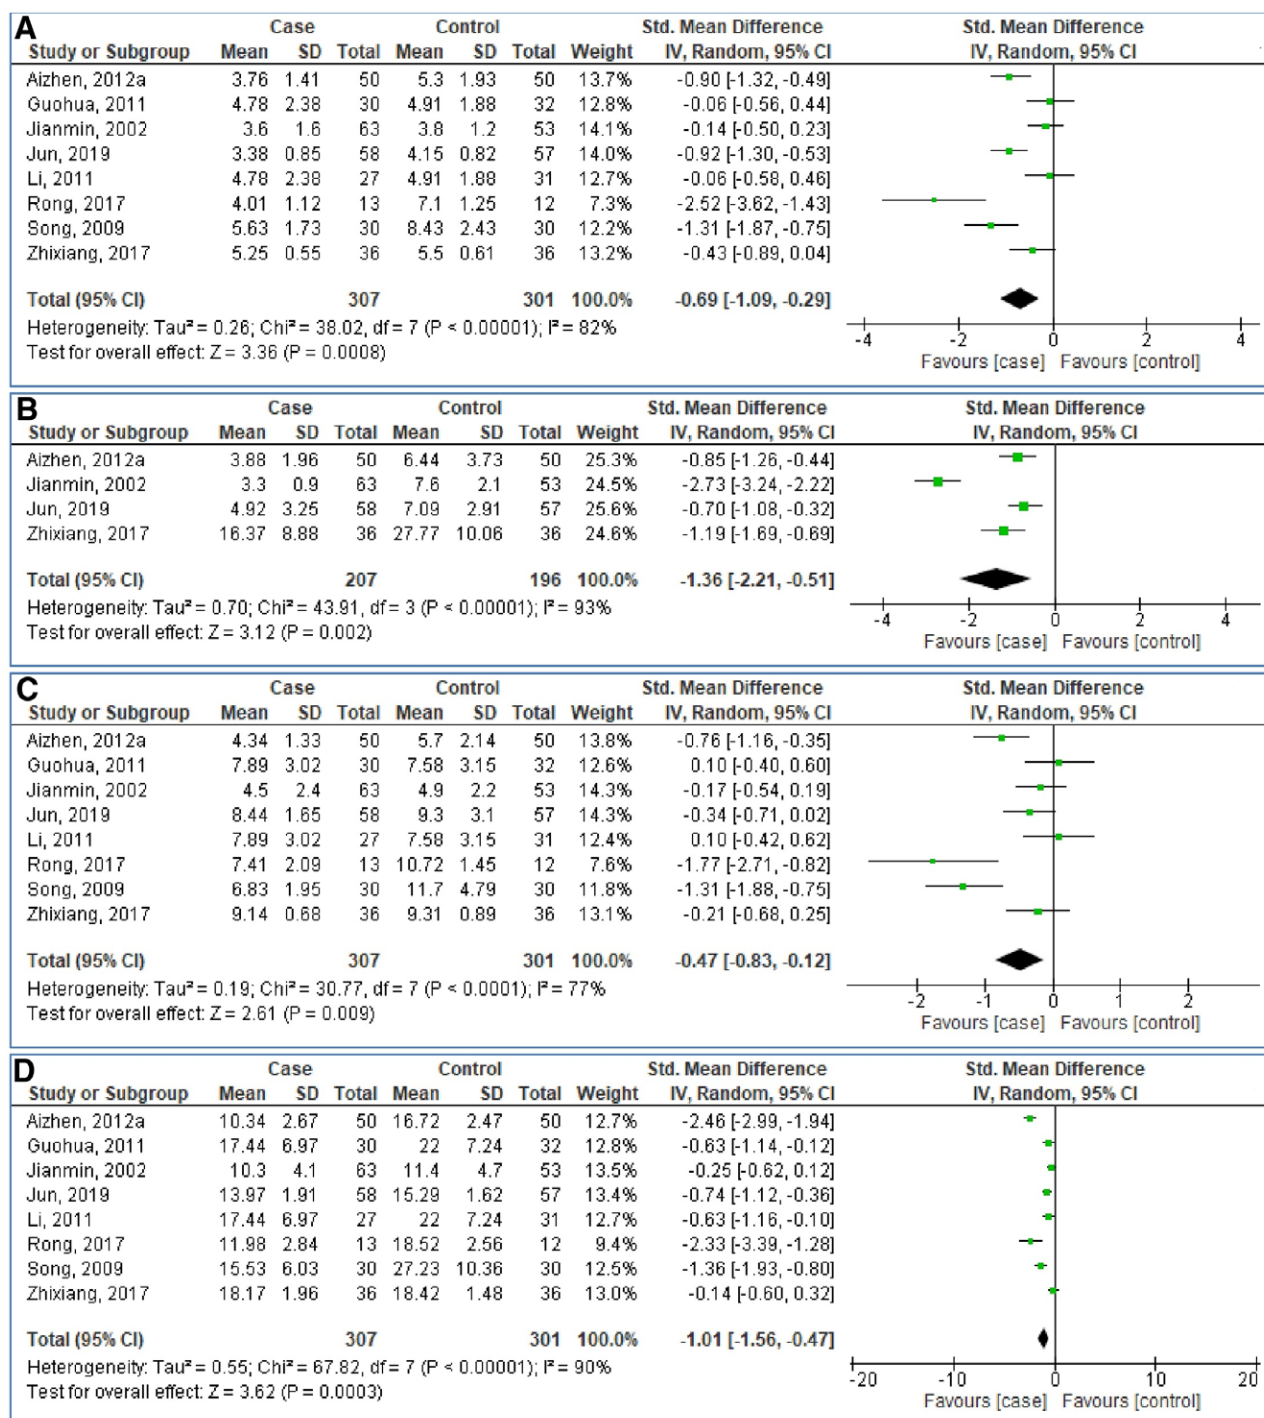 A
Case Control Std. Mean Difference Std. Mean Difference
Study or Subgroup Mean SD Total Mean SD Total Weight IV, Random, 95% CI IV, Random, 95% CI
Aizhen, 2012a 3.76 1.41 50 5.3 1.93 50 13.7% -0.90 [-1.32, -0.49]
Guohua, 2011 4.78 2.38 30 4.91 1.88 32 12.8% -0.06 [-0.56, 0.44]
Jianmin, 2002 3.6 1.6 63 3.8 1.2 53 14.1% -0.14 [-0.50, 0.23]
Jun, 2019 3.38 0.85 58 4.15 0.82 57 14.0% -0.92 [-1.30, -0.53]
Li, 2011 4.78 2.38 27 4.91 1.88 31 12.7% -0.06 [-0.58, 0.46]
Rong, 2017 4.01 1.12 13 7.1 1.25 12 7.3% -2.52 [-3.62, -1.43]
Song, 2009 5.63 1.73 30 8.43 2.43 30 12.2% -1.31 [-1.87, -0.75]
Zhixiang, 2017 5.25 0.55 36 5.5 0.61 36 13.2% -0.43 [-0.89, 0.04]
Total (95% CI) 307 301 100.0% -0.69 [-1.09, -0.29]
Heterogeneity: Tau² = 0.26; Chi² = 38.02, df = 7 (P < 0.00001); I² = 82%
Test for overall effect: Z = 3.36 (P = 0.0008)
-4 -2 0 2 4
Favours [case] Favours [control]
B
Case Control Std. Mean Difference Std. Mean Difference
Study or Subgroup Mean SD Total Mean SD Total Weight IV, Random, 95% CI IV, Random, 95% CI
Aizhen, 2012a 3.88 1.96 50 6.44 3.73 50 25.3% -0.85 [-1.26, -0.44]
Jianmin, 2002 3.3 0.9 63 7.6 2.1 53 24.5% -2.73 [-3.24, -2.22]
Jun, 2019 4.92 3.25 58 7.09 2.91 57 25.6% -0.70 [-1.08, -0.32]
Zhixiang, 2017 16.37 8.88 36 27.77 10.06 36 24.6% -1.19 [-1.69, -0.69]
Total (95% CI) 207 196 100.0% -1.36 [-2.21, -0.51]
Heterogeneity: Tau² = 0.70; Chi² = 43.91, df = 3 (P < 0.00001); I² = 93%
Test for overall effect: Z = 3.12 (P = 0.002)
-4 -2 0 2 4
Favours [case] Favours [control]
C
Case Control Std. Mean Difference Std. Mean Difference
Study or Subgroup Mean SD Total Mean SD Total Weight IV, Random, 95% CI IV, Random, 95% CI
Aizhen, 2012a 4.34 1.33 50 5.7 2.14 50 13.8% -0.76 [-1.16, -0.35]
Guohua, 2011 7.89 3.02 30 7.58 3.15 32 12.6% 0.10 [-0.40, 0.60]
Jianmin, 2002 4.5 2.4 63 4.9 2.2 53 14.3% -0.17 [-0.54, 0.19]
Jun, 2019 8.44 1.65 58 9.3 3.1 57 14.3% -0.34 [-0.71, 0.02]
Li, 2011 7.89 3.02 27 7.58 3.15 31 12.4% 0.10 [-0.42, 0.62]
Rong, 2017 7.41 2.09 13 10.72 1.45 12 7.6% -1.77 [-2.71, -0.82]
Song, 2009 6.83 1.95 30 11.7 4.79 30 11.8% -1.31 [-1.88, -0.75]
Zhixiang, 2017 9.14 0.68 36 9.31 0.89 36 13.1% -0.21 [-0.68, 0.25]
Total (95% CI) 307 301 100.0% -0.47 [-0.83, -0.12]
Heterogeneity: Tau² = 0.19; Chi² = 30.77, df = 7 (P < 0.0001); I² = 77%
Test for overall effect: Z = 2.61 (P = 0.009)
-2 -1 0 1 2
Favours [case] Favours [control]
D
Case Control Std. Mean Difference Std. Mean Difference
Study or Subgroup Mean SD Total Mean SD Total Weight IV, Random, 95% CI IV, Random, 95% CI
Aizhen, 2012a 10.34 2.67 50 16.72 2.47 50 12.7% -2.46 [-2.99, -1.94]
Guohua, 2011 17.44 6.97 30 22 7.24 32 12.8% -0.63 [-1.14, -0.12]
Jianmin, 2002 10.3 4.1 63 11.4 4.7 53 13.5% -0.25 [-0.62, 0.12]
Jun, 2019 13.97 1.91 58 15.29 1.62 57 13.4% -0.74 [-1.12, -0.36]
Li, 2011 17.44 6.97 27 22 7.24 31 12.7% -0.63 [-1.16, -0.10]
Rong, 2017 11.98 2.84 13 18.52 2.56 12 9.4% -2.33 [-3.39, -1.28]
Song, 2009 15.53 6.03 30 27.23 10.36 30 12.5% -1.36 [-1.93, -0.80]
Zhixiang, 2017 18.17 1.96 36 18.42 1.48 36 13.0% -0.14 [-0.60, 0.32]
Total (95% CI) 307 301 100.0% -1.01 [-1.56, -0.47]
Heterogeneity: Tau² = 0.55; Chi² = 67.82, df = 7 (P < 0.00001); I² = 90%
Test for overall effect: Z = 3.62 (P = 0.0003)
-20 -10 0 10 20
Favours [case] Favours [control]